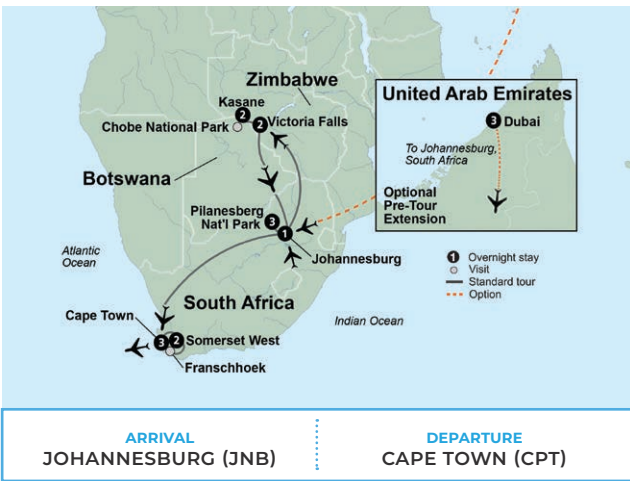 Zimbabwe
Kasane
2
Chobe National Park
2
Victoria Falls
Botswana
Pilanesberg
Nat'l Park
3
1
Johannesburg
Atlantic
Ocean
South Africa
Indian Ocean
Cape Town
3
2
Somerset West
Franschhoek
United Arab Emirates
3
Dubai
To Johannesburg,
South Africa
Optional
Pre-Tour
Extension
1 Overnight stay
Visit
Standard tour
Option
ARRIVAL
JOHANNESBURG (JNB)
DEPARTURE
CAPE TOWN (CPT)